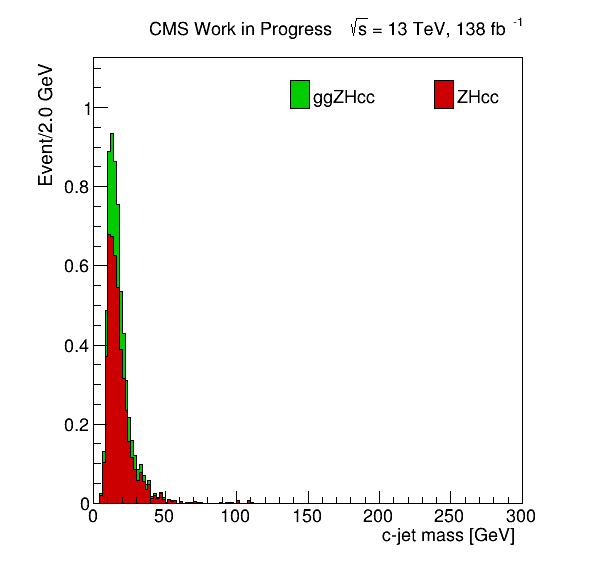 CMS Work in Progress √s = 13 TeV, 138 fb⁻¹
Event/2.0 GeV
ggZHcc ZHcc
1
0.8
0.6
0.4
0.2
0
0 50 100 150 200 250 300
c-jet mass [GeV]